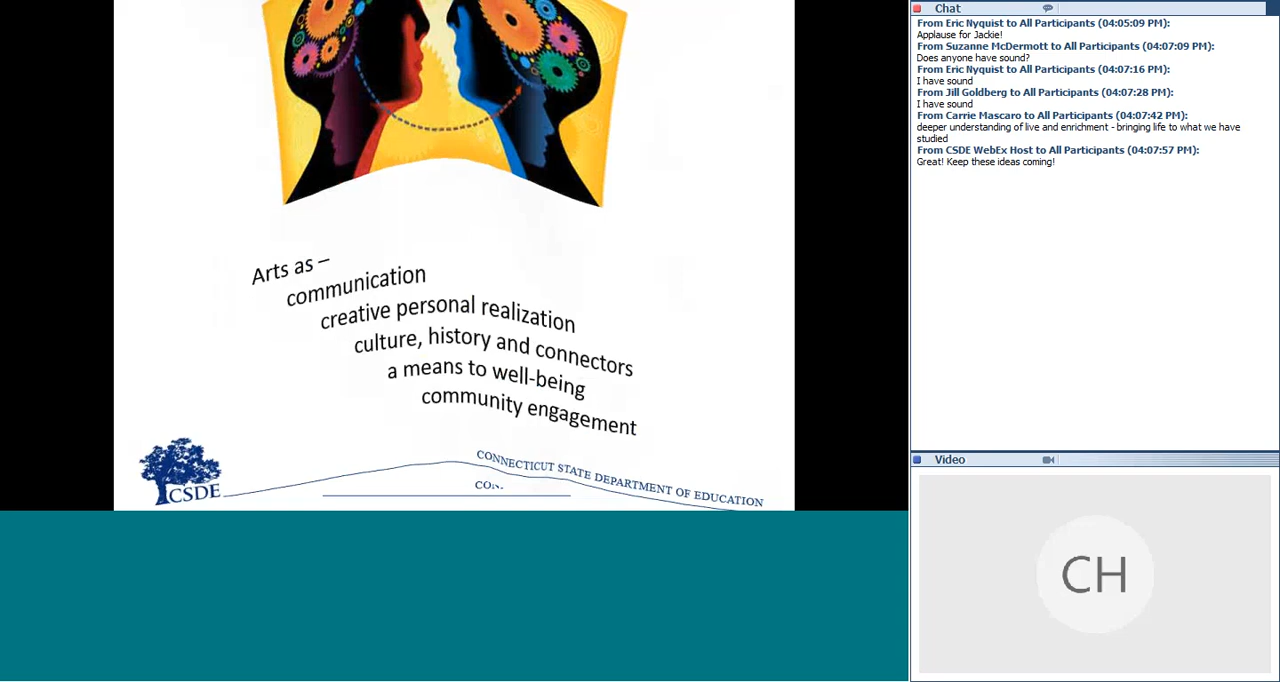 Arts as –
communication
creative personal realization
culture, history and connectors
a means to well-being
community engagement
CSDE
CONNECTICUT STATE DEPARTMENT OF EDUCATION
Chat
From Eric Nyquist to All Participants (04:05:09 PM):
Applause for Jackie!
From Suzanne McDermott to All Participants (04:07:09 PM):
Does anyone have sound?
From Eric Nyquist to All Participants (04:07:16 PM):
I have sound
From Jill Goldberg to All Participants (04:07:28 PM):
I have sound
From Carrie Mascaro to All Participants (04:07:42 PM):
deeper understanding of live and enrichment - bringing life to what we have
studied
From CSDE WebEx Host to All Participants (04:07:57 PM):
Great! Keep these ideas coming!
Video
CH